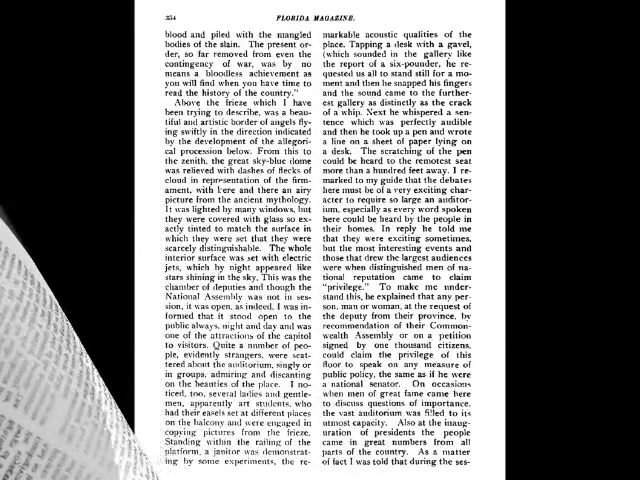 354
FLORIDA MAGAZINE.
blood and piled with the mangled
bodies of the slain. The present or-
der, so far removed from even the
contingency of war, was by no
means a bloodless achievement as
you will find when you have time to
read the history of the country."
Above the frieze which I have
been trying to describe, was a beau-
tiful and artistic border of angels fly-
ing swiftly in the direction indicated
by the development of the allegori-
cal procession below. From this to
the zenith, the great sky-blue dome
was relieved with dashes of flecks of
cloud in representation of the firm-
ament, with here and there an airy
picture from the ancient mythology.
It was lighted by many windows, but
they were covered with glass so ex-
actly tinted to match the surface in
which they were set that they were
scarcely distinguishable. The whole
interior surface was set with electric
jets, which by night appeared like
stars shining in the sky. This was the
chamber of deputies and though the
National Assembly was not in ses-
sion, it was open, as indeed, I was in-
formed that it stood open to the
public always, night and day and was
one of the attractions of the capitol
to visitors. Quite a number of peo-
ple, evidently strangers, were scat-
tered about the auditorium, singly or
in groups, admiring and discanting
on the beauties of the place. I no-
ticed, too, several ladies and gentle-
men, apparently art students, who
had their easels set at different places
on the balcony and were engaged in
copying pictures from the frieze.
Standing within the railing of the
platform, a janitor was demonstrat-
ing by some experiments, the re-
markable acoustic qualities of the
place. Tapping a desk with a gavel,
(which sounded in the gallery like
the report of a six-pounder, he re-
quested us all to stand still for a mo-
ment and then he snapped his fingers
and the sound came to the further-
est gallery as distinctly as the crack
of a whip. Next he whispered a sen-
tence which was perfectly audible
and then he took up a pen and wrote
a line on a sheet of paper lying on
a desk. The scratching of the pen
could be heard to the remotest seat
more than a hundred feet away. I re-
marked to my guide that the debates
here must be of a very exciting char-
acter to require so large an auditor-
ium, especially as every word spoken
here could be heard by the people in
their homes. In reply he told me
that they were exciting sometimes,
but the most interesting events and
those that drew the largest audiences
were when distinguished men of na-
tional reputation came to claim
"privilege." To make me under-
stand this, he explained that any per-
son, man or woman, at the request of
the deputy from their province, by
recommendation of their Common-
wealth Assembly or on a petition
signed by one thousand citizens,
could claim the privilege of this
floor to speak on any measure of
public policy, the same as if he were
a national senator. On occasions
when men of great fame came here
to discuss questions of importance,
the vast auditorium was filled to its
utmost capacity. Also at the inaug-
uration of presidents the people
came in great numbers from all
parts of the country. As a matter
of fact I was told that during the ses-